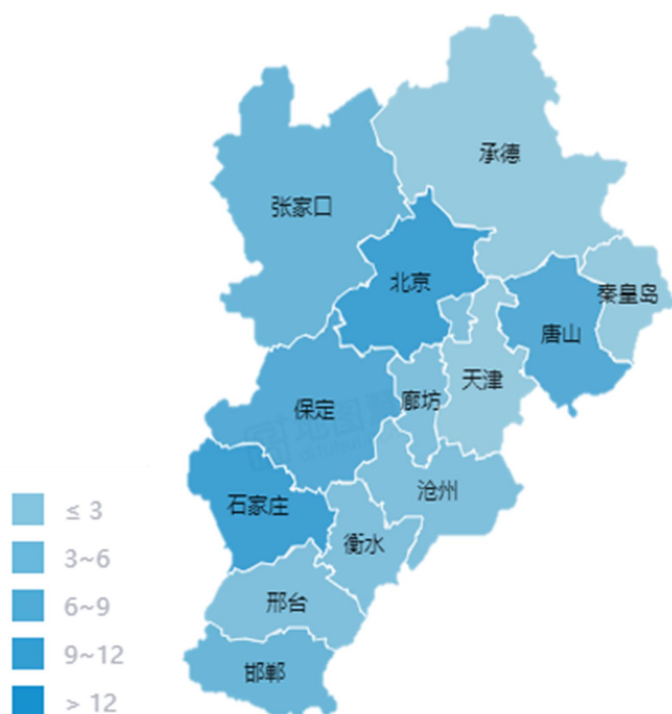 承德
张家口
北京
秦皇岛
唐山
天津
廊坊
保定
沧州
石家庄
衡水
邢台
邯郸
≤ 3
3~6
6~9
9~12
> 12